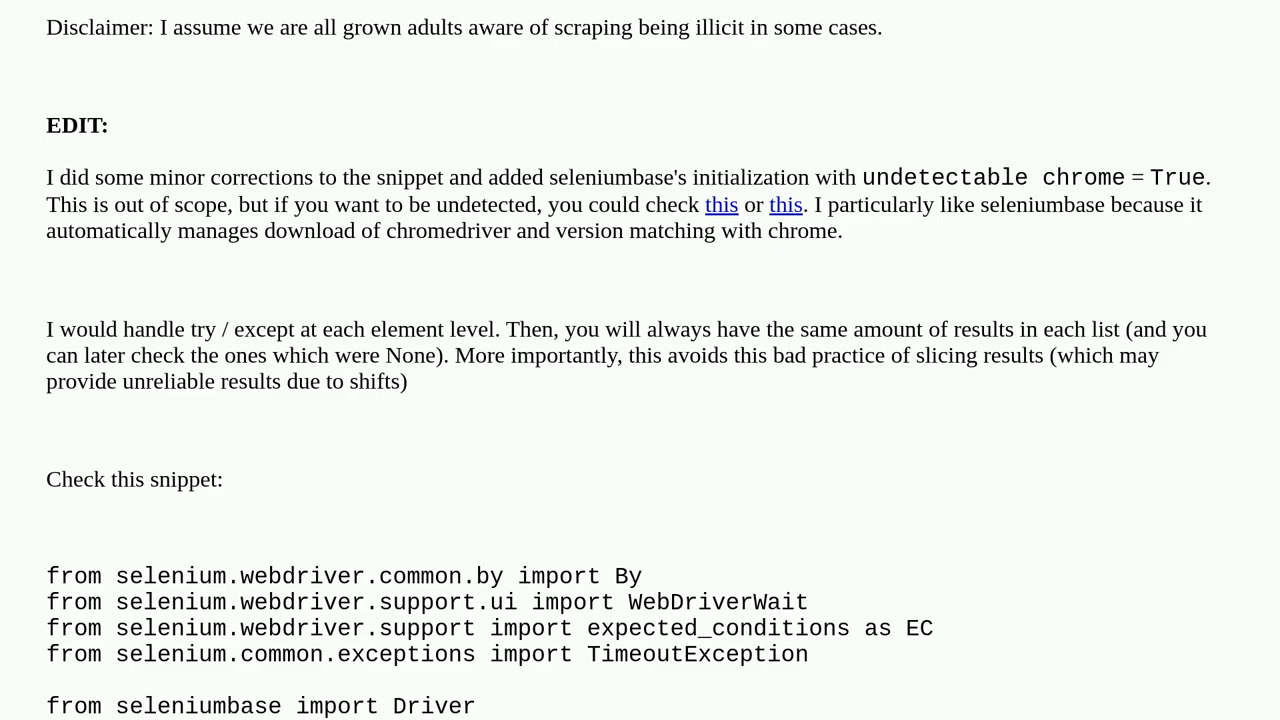 Disclaimer: I assume we are all grown adults aware of scraping being illicit in some cases.
EDIT:
I did some minor corrections to the snippet and added seleniumbase's initialization with undetectable chrome = True.
This is out of scope, but if you want to be undetected, you could check this or this. I particularly like seleniumbase because it
automatically manages download of chromedriver and version matching with chrome.
I would handle try / except at each element level. Then, you will always have the same amount of results in each list (and you
can later check the ones which were None). More importantly, this avoids this bad practice of slicing results (which may
provide unreliable results due to shifts)
Check this snippet:
from selenium.webdriver.common.by import By
from selenium.webdriver.support.ui import WebDriverWait
from selenium.webdriver.support import expected_conditions as EC
from selenium.common.exceptions import TimeoutException
from seleniumbase import Driver